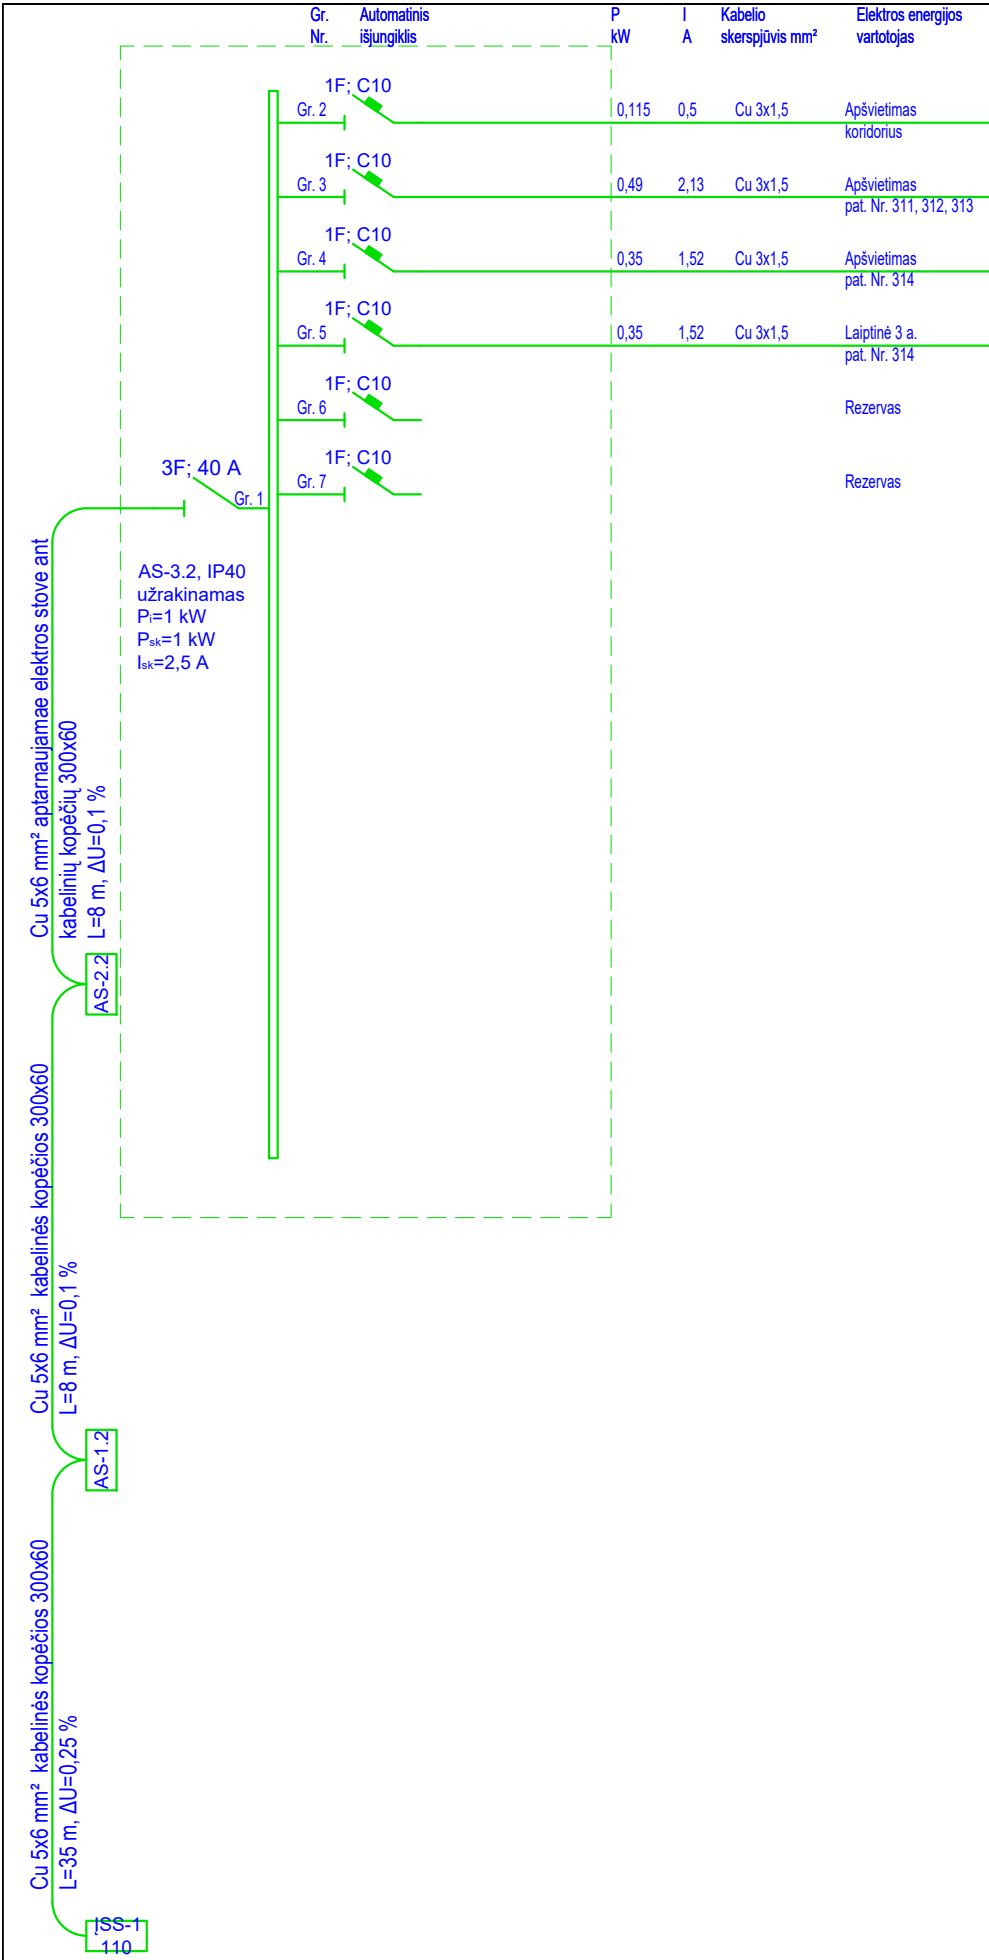 Gr. Automatinis P I Kabelio Elektros energijos
Nr. išjungiklis kW A skerspjūvis mm² vartotojas
1F; C10
Gr. 2 0,115 0,5 Cu 3x1,5 Apšvietimas
koridorius
1F; C10
Gr. 3 0,49 2,13 Cu 3x1,5 Apšvietimas
pat. Nr. 311, 312, 313
1F; C10
Gr. 4 0,35 1,52 Cu 3x1,5 Apšvietimas
pat. Nr. 314
1F; C10
Gr. 5 0,35 1,52 Cu 3x1,5 Laiptinė 3 a.
pat. Nr. 314
1F; C10
Gr. 6 Rezervas
1F; C10
Gr. 7 Rezervas
3F; 40 A
Gr. 1
AS-3.2, IP40
užrakinamas
Pi=1 kW
Psk=1 kW
Isk=2,5 A
Cu 5x6 mm² aptarnaujamae elektros stove ant
kabelinių kopėčių 300x60
L=8 m, ΔU=0,1 %
AS-2.2
Cu 5x6 mm² kabelinės kopėčios 300x60
L=8 m, ΔU=0,1 %
AS-1.2
Cu 5x6 mm² kabelinės kopėčios 300x60
L=35 m, ΔU=0,25 %
ĮSS-1
110